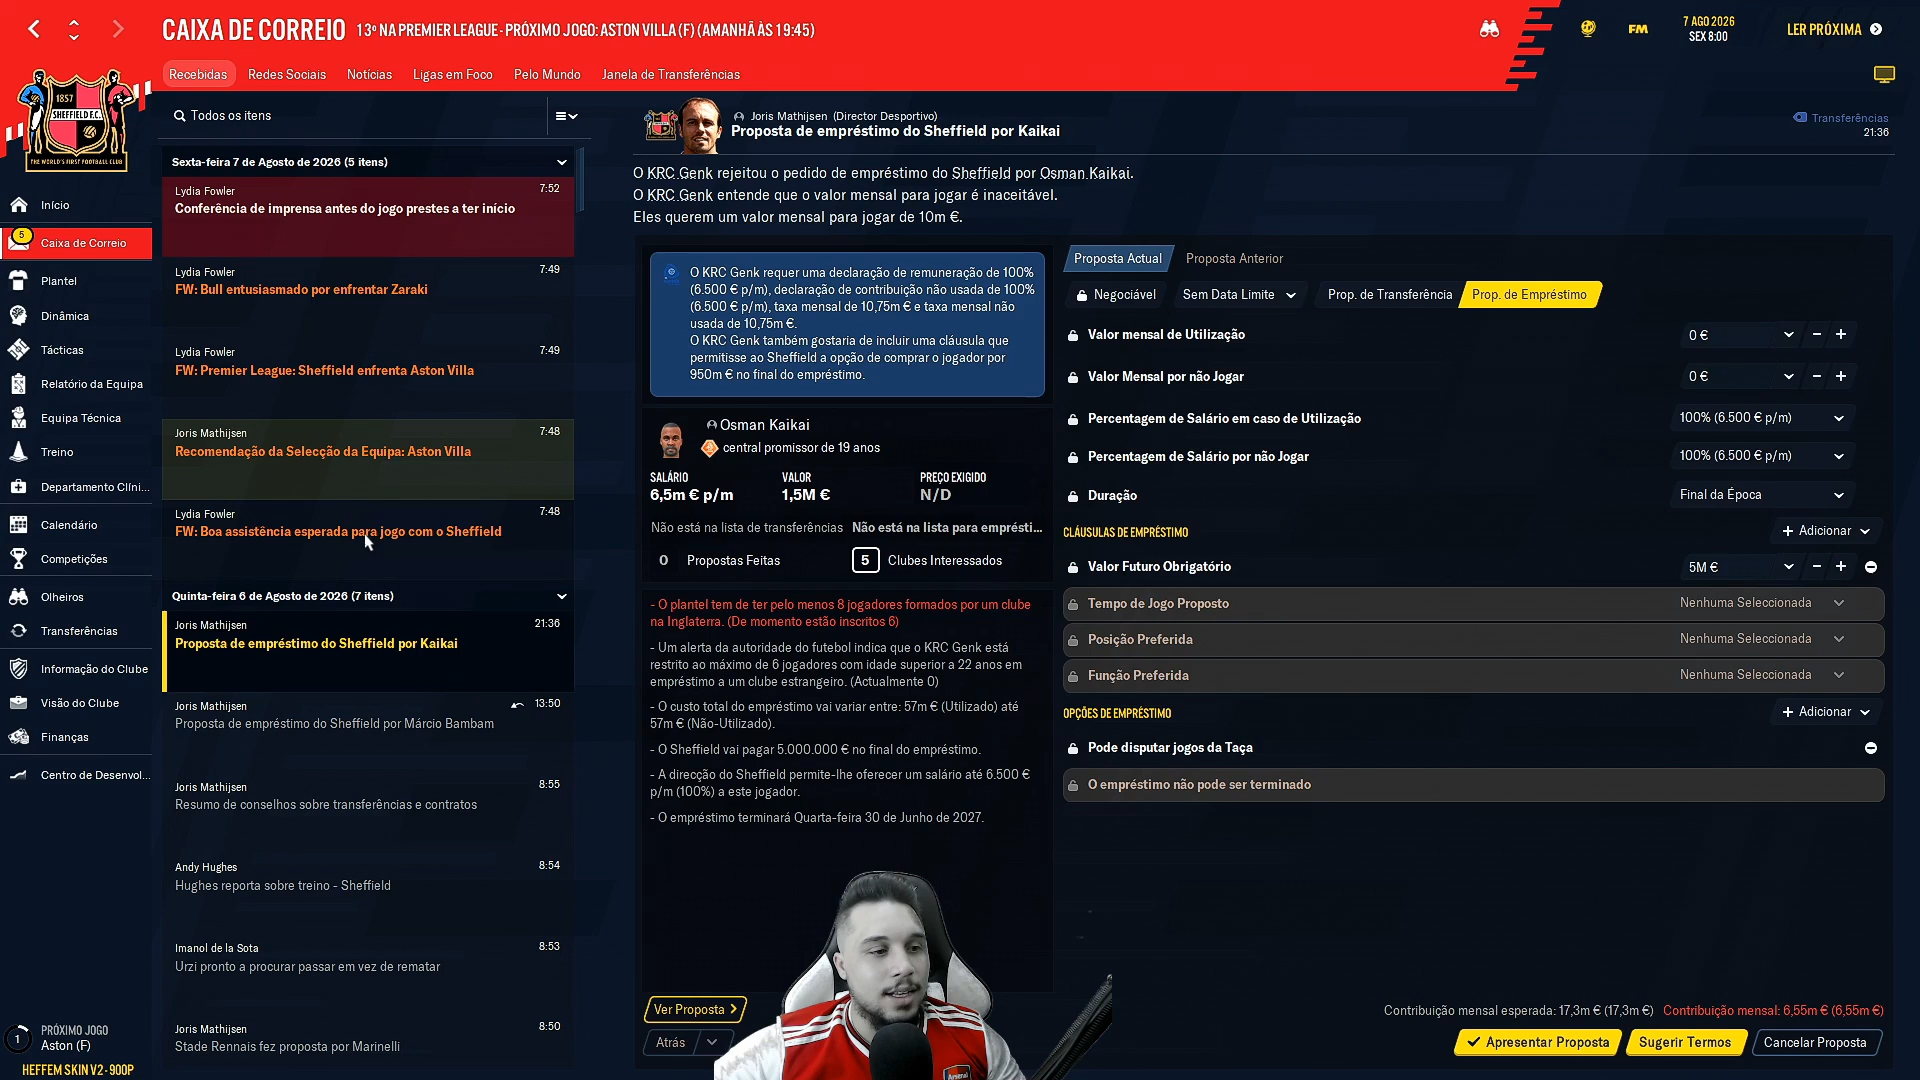 CAIXA DE CORREIO
13º NA PREMIER LEAGUE - PRÓXIMO JOGO: ASTON VILLA (F) (AMANHÃ ÀS 19:45)
FM
7 AGO 2026
SEX 8:00
LER PRÓXIMA
Recebidas
Redes Sociais
Notícias
Ligas em Foco
Pelo Mundo
Janela de Transferências
1857
SHEFFIELD F.C.
THE WORLD'S FIRST FOOTBALL CLUB
Início
5
Caixa de Correio
Plantel
Dinâmica
Tácticas
Relatório da Equipa
Equipa Técnica
Treino
Departamento Clíni...
Calendário
Competições
Olheiros
Transferências
Informação do Clube
Visão do Clube
Finanças
Centro de Desenvol...
1
PRÓXIMO JOGO
Aston (F)
HEFFEM SKIN V2 - 900P
Todos os itens
Sexta-feira 7 de Agosto de 2026 (5 itens)
Lydia Fowler
7:52
Conferência de imprensa antes do jogo prestes a ter início
Lydia Fowler
7:49
FW: Bull entusiasmado por enfrentar Zaraki
Lydia Fowler
7:49
FW: Premier League: Sheffield enfrenta Aston Villa
Joris Mathijsen
7:48
Recomendação da Selecção da Equipa: Aston Villa
Lydia Fowler
7:48
FW: Boa assistência esperada para jogo com o Sheffield
Quinta-feira 6 de Agosto de 2026 (7 itens)
Joris Mathijsen
21:36
Proposta de empréstimo do Sheffield por Kaikai
Joris Mathijsen
13:50
Proposta de empréstimo do Sheffield por Márcio Bambam
Joris Mathijsen
8:55
Resumo de conselhos sobre transferências e contratos
Andy Hughes
8:54
Hughes reporta sobre treino - Sheffield
Imanol de la Sota
8:53
Urzi pronto a procurar passar em vez de rematar
Joris Mathijsen
8:50
Stade Rennais fez proposta por Marinelli
Joris Mathijsen (Director Desportivo)
Proposta de empréstimo do Sheffield por Kaikai
Transferências
21:36
O KRC Genk rejeitou o pedido de empréstimo do Sheffield por Osman Kaikai.
O KRC Genk entende que o valor mensal para jogar é inaceitável.
Eles querem um valor mensal para jogar de 10m €.
O KRC Genk requer uma declaração de remuneração de 100%
(6.500 € p/m), declaração de contribuição não usada de 100%
(6.500 € p/m), taxa mensal de 10,75m € e taxa mensal não
usada de 10,75m €.
O KRC Genk também gostaria de incluir uma cláusula que
permitisse ao Sheffield a opção de comprar o jogador por
950m € no final do empréstimo.
Osman Kaikai
central promissor de 19 anos
SALÁRIO
VALOR
PREÇO EXIGIDO
6,5m € p/m
1,5M €
N/D
Não está na lista de transferências
Não está na lista para emprésti...
0 Propostas Feitas
5 Clubes Interessados
- O plantel tem de ter pelo menos 8 jogadores formados por um clube
na Inglaterra. (De momento estão inscritos 6)
- Um alerta da autoridade do futebol indica que o KRC Genk está
restrito ao máximo de 6 jogadores com idade superior a 22 anos em
empréstimo a um clube estrangeiro. (Actualmente 0)
- O custo total do empréstimo vai variar entre: 57m € (Utilizado) até
57m € (Não-Utilizado).
- O Sheffield vai pagar 5.000.000 € no final do empréstimo.
- A direcção do Sheffield permite-lhe oferecer um salário até 6.500 €
p/m (100%) a este jogador.
- O empréstimo terminará Quarta-feira 30 de Junho de 2027.
Ver Proposta
Atrás
Proposta Actual
Proposta Anterior
Negociável
Sem Data Limite
Prop. de Transferência
Prop. de Empréstimo
Valor mensal de Utilização
0 €
Valor Mensal por não Jogar
0 €
Percentagem de Salário em caso de Utilização
100% (6.500 € p/m)
Percentagem de Salário por não Jogar
100% (6.500 € p/m)
Duração
Final da Época
CLÁUSULAS DE EMPRÉSTIMO
Adicionar
Valor Futuro Obrigatório
5M €
Tempo de Jogo Proposto
Nenhuma Seleccionada
Posição Preferida
Nenhuma Seleccionada
Função Preferida
Nenhuma Seleccionada
OPÇÕES DE EMPRÉSTIMO
Adicionar
Pode disputar jogos da Taça
O empréstimo não pode ser terminado
Contribuição mensal esperada: 17,3m € (17,3m €)
Contribuição mensal: 6,55m € (6,55m €)
Apresentar Proposta
Sugerir Termos
Cancelar Proposta
Arsenal